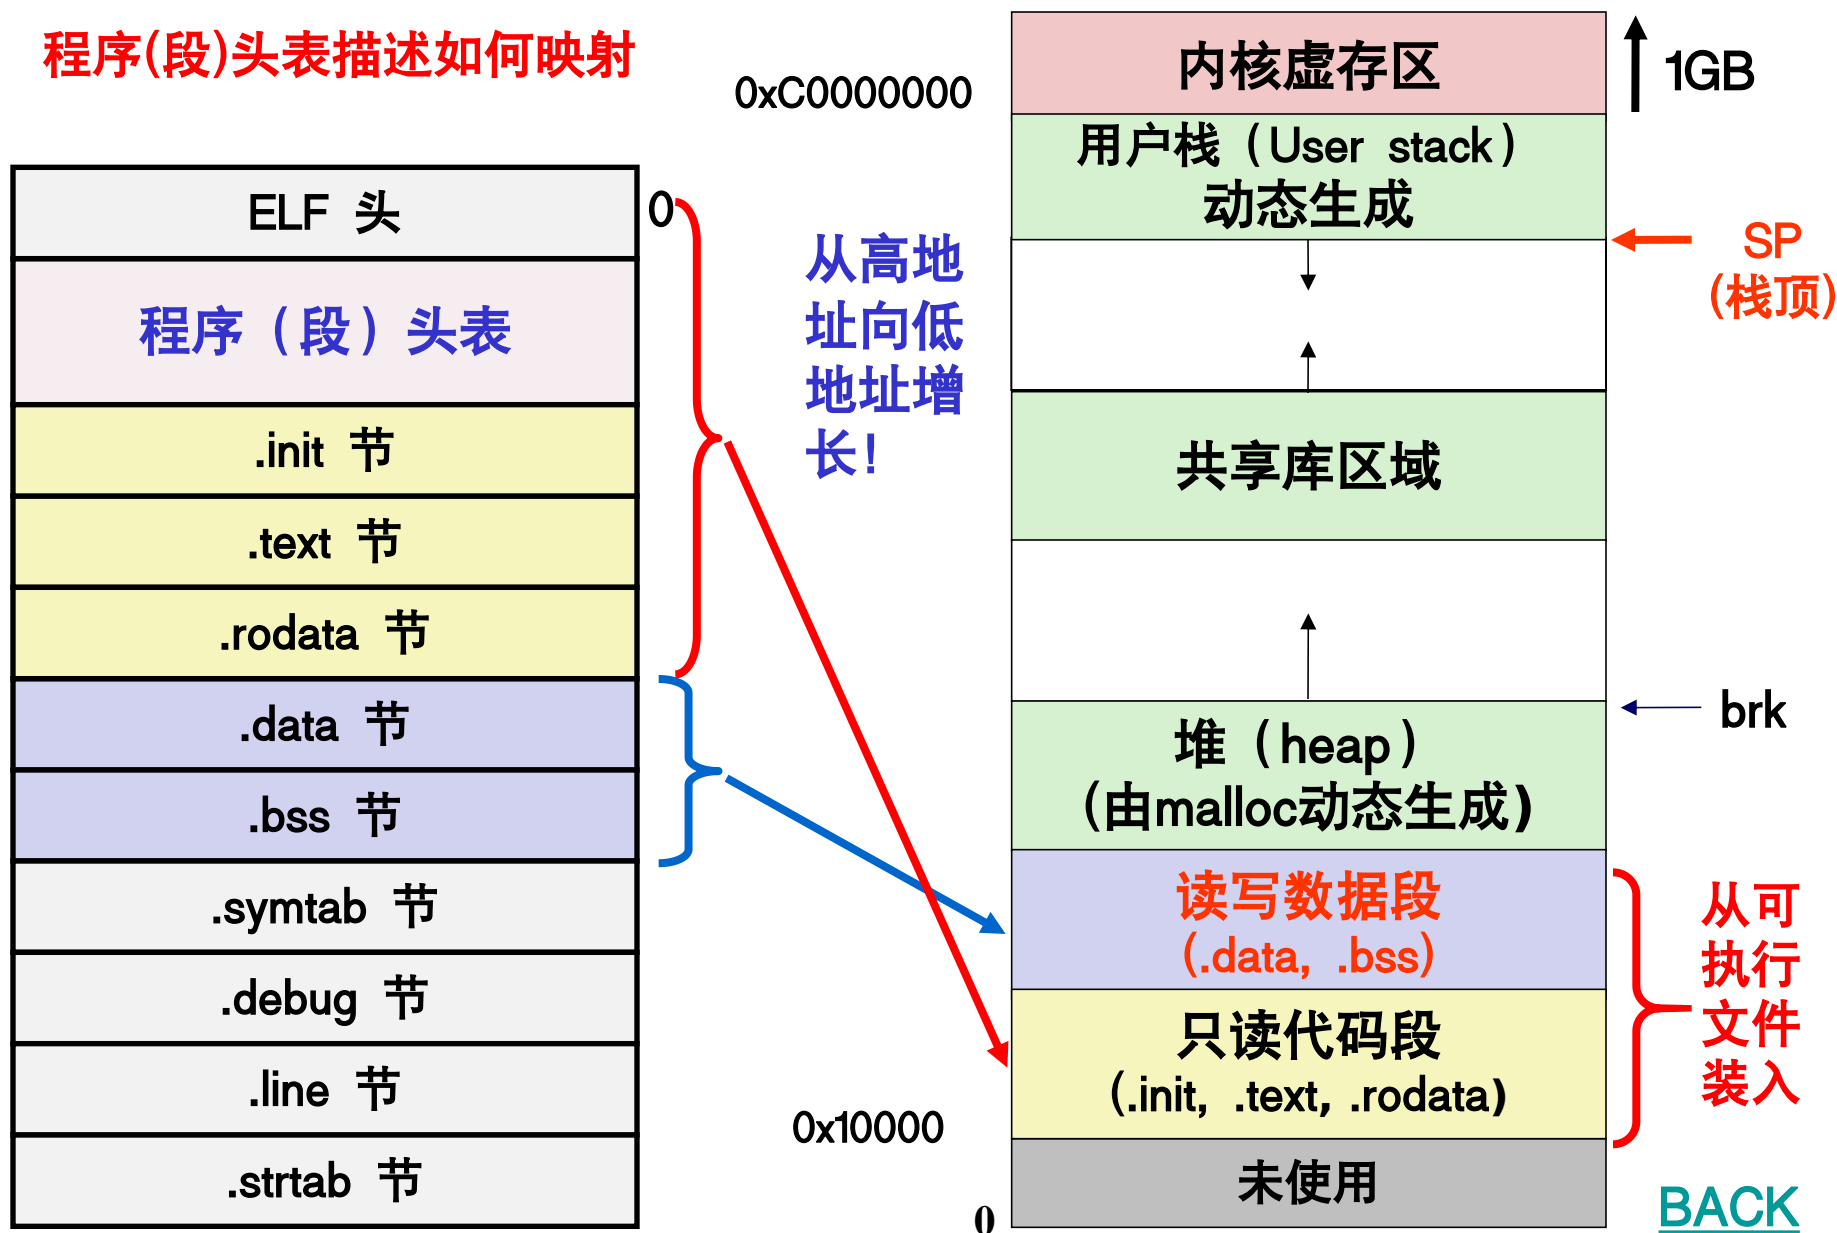 程序(段)头表描述如何映射
ELF 头
0
程序（段）头表
.init 节
.text 节
.rodata 节
.data 节
.bss 节
.symtab 节
.debug 节
.line 节
.strtab 节
从高地
址向低
地址增
长!
0xC0000000
0x10000
0
内核虚存区
用户栈（User stack）
动态生成
共享库区域
堆（heap）
(由malloc动态生成)
读写数据段
(.data, .bss)
只读代码段
(.init, .text, .rodata)
未使用
1GB
SP
(栈顶)
brk
从可
执行
文件
装入
BACK